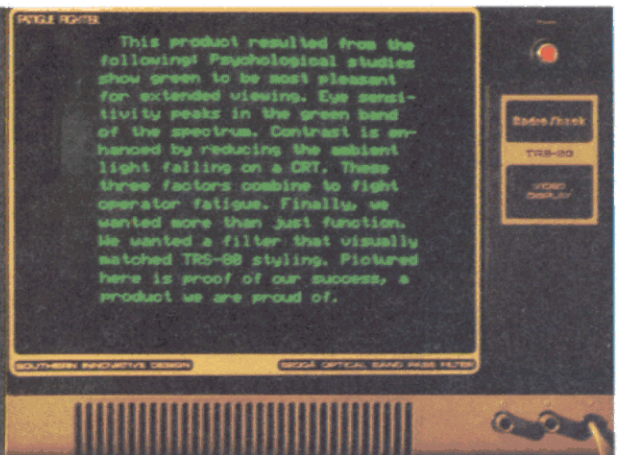 FATIGUE FIGHTER
This product resulted from the
following: Psychological studies
show green to be most pleasant
for extended viewing. Eye sensi-
tivity peaks in the green band
of the spectrum. Contrast is en-
hanced by reducing the ambient
light falling on a CRT. These
three factors combine to fight
operator fatigue. Finally, we
wanted more than just function.
We wanted a filter that visually
matched TRS-80 styling. Pictured
here is proof of our success, a
product we are proud of.
SOUTHERN INNOVATIVE DESIGN
OPTICAL BAND PASS FILTER
Radio Shack
TRS-80
VIDEO
DISPLAY